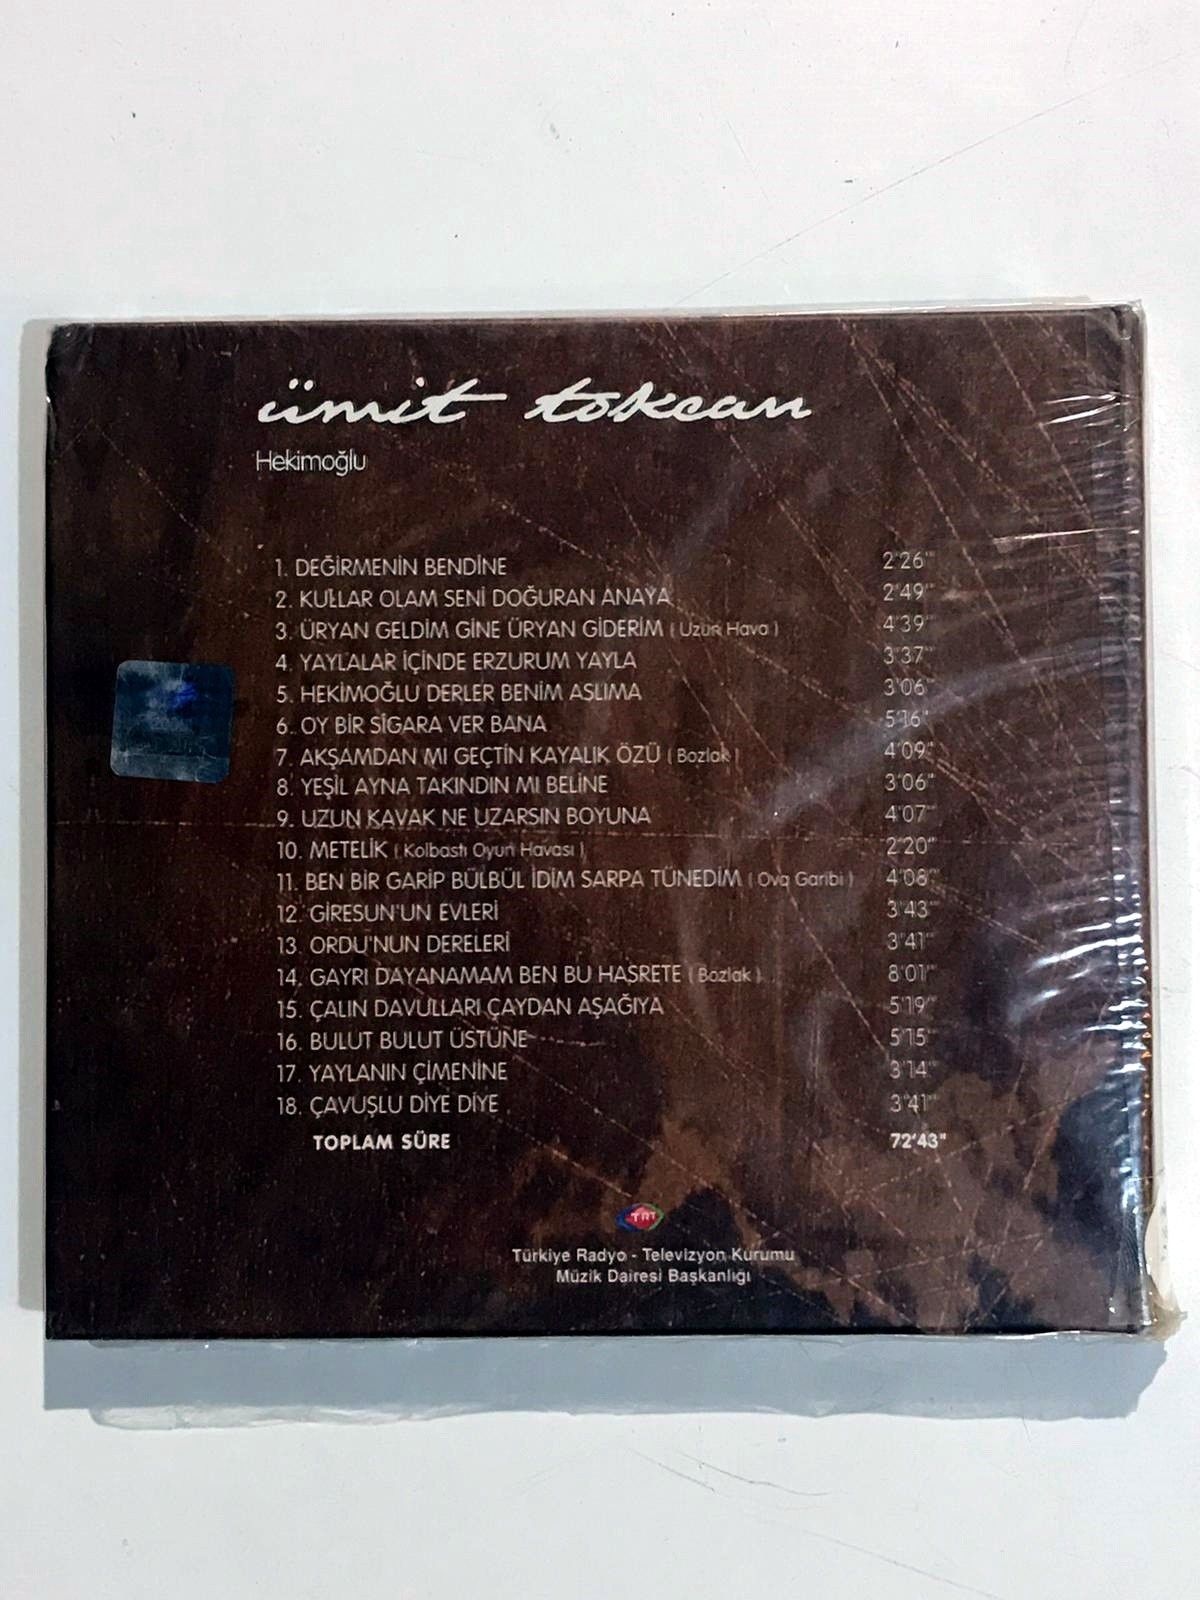 ümit tokcan
Hekimoğlu
1. DEĞİRMENİN BENDİNE 2'26"
2. KULLAR OLAM SENİ DOĞURAN ANAYA 2'49"
3. ÜRYAN GELDİM GİNE ÜRYAN GİDERİM ( Uzun Hava ) 4'39"
4. YAYLALAR İÇİNDE ERZURUM YAYLA 3'37"
5. HEKİMOĞLU DERLER BENİM ASLIMA 3'06"
6. OY BİR SİGARA VER BANA 5'16"
7. AKŞAMDAN MI GEÇTİN KAYALIK ÖZÜ ( Bozlak ) 4'09"
8. YEŞİL AYNA TAKINDIN MI BELİNE 3'06"
9. UZUN KAVAK NE UZARSIN BOYUNA 4'07"
10. METELİK ( Kolbastı Oyun Havası ) 2'20"
11. BEN BİR GARİP BÜLBÜL İDİM SARPA TÜNEDİM ( Ova Garibi ) 4'08"
12. GİRESUN'UN EVLERİ 3'43"
13. ORDU'NUN DERELERİ 3'41"
14. GAYRI DAYANAMAM BEN BU HASRETE ( Bozlak ) 8'01"
15. ÇALIN DAVULLARI ÇAYDAN AŞAĞIYA 5'19"
16. BULUT BULUT ÜSTÜNE 5'15"
17. YAYLANIN ÇİMENİNE 3'14"
18. ÇAVUŞLU DİYE DİYE 3'41"
TOPLAM SÜRE 72'43"
TRT
Türkiye Radyo - Televizyon Kurumu
Müzik Dairesi Başkanlığı